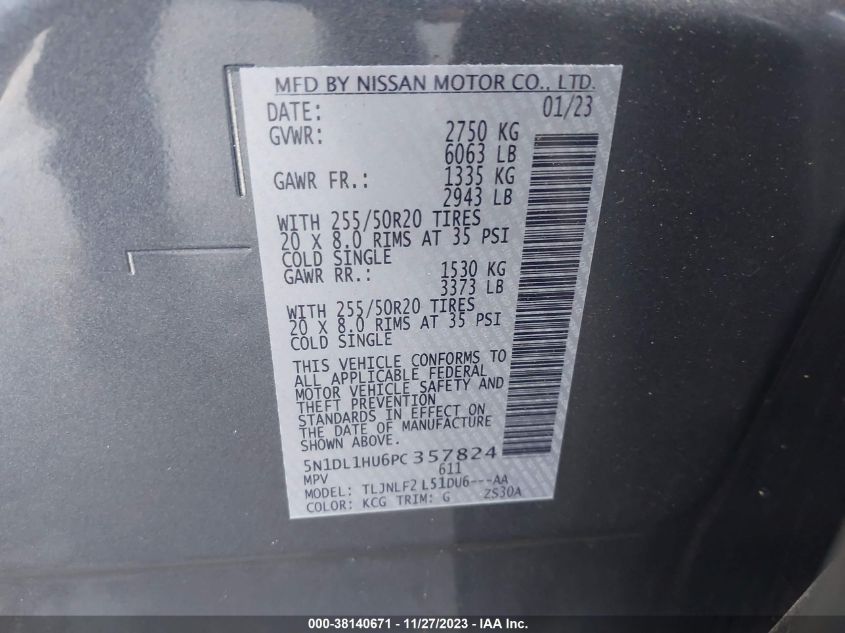 MFD BY NISSAN MOTOR CO., LTD.
DATE: 01/23
GVWR: 2750 KG
6063 LB
GAWR FR.: 1335 KG
2943 LB
WITH 255/50R20 TIRES
20 X 8.0 RIMS AT 35 PSI
COLD SINGLE
GAWR RR.: 1530 KG
3373 LB
WITH 255/50R20 TIRES
20 X 8.0 RIMS AT 35 PSI
COLD SINGLE
THIS VEHICLE CONFORMS TO
ALL APPLICABLE FEDERAL
MOTOR VEHICLE SAFETY AND
THEFT PREVENTION
STANDARDS IN EFFECT ON
THE DATE OF MANUFACTURE
SHOWN ABOVE.
5N1DL1HU6PC357824
MPV 611
MODEL: TLJNLF2 L51DU6---AA
COLOR: KCG TRIM: G ZS30A
000-38140671 - 11/27/2023 - IAA, Inc.